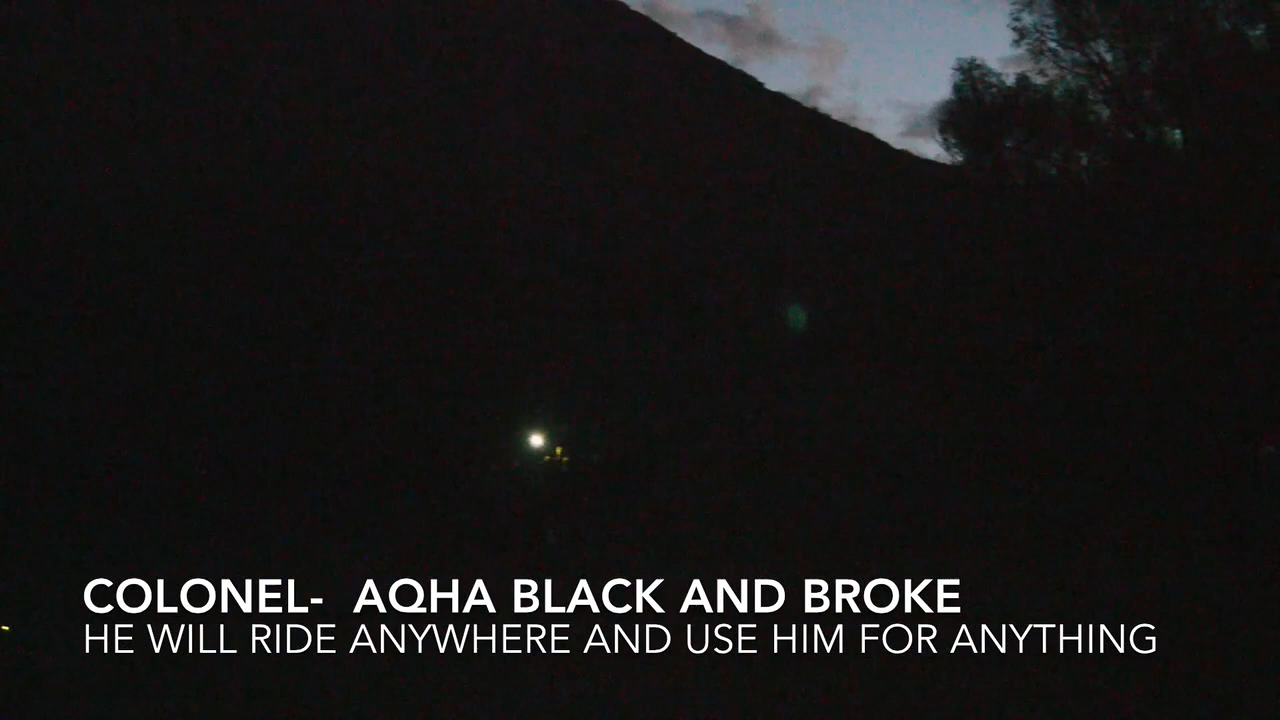 COLONEL- AQHA BLACK AND BROKE
HE WILL RIDE ANYWHERE AND USE HIM FOR ANYTHING